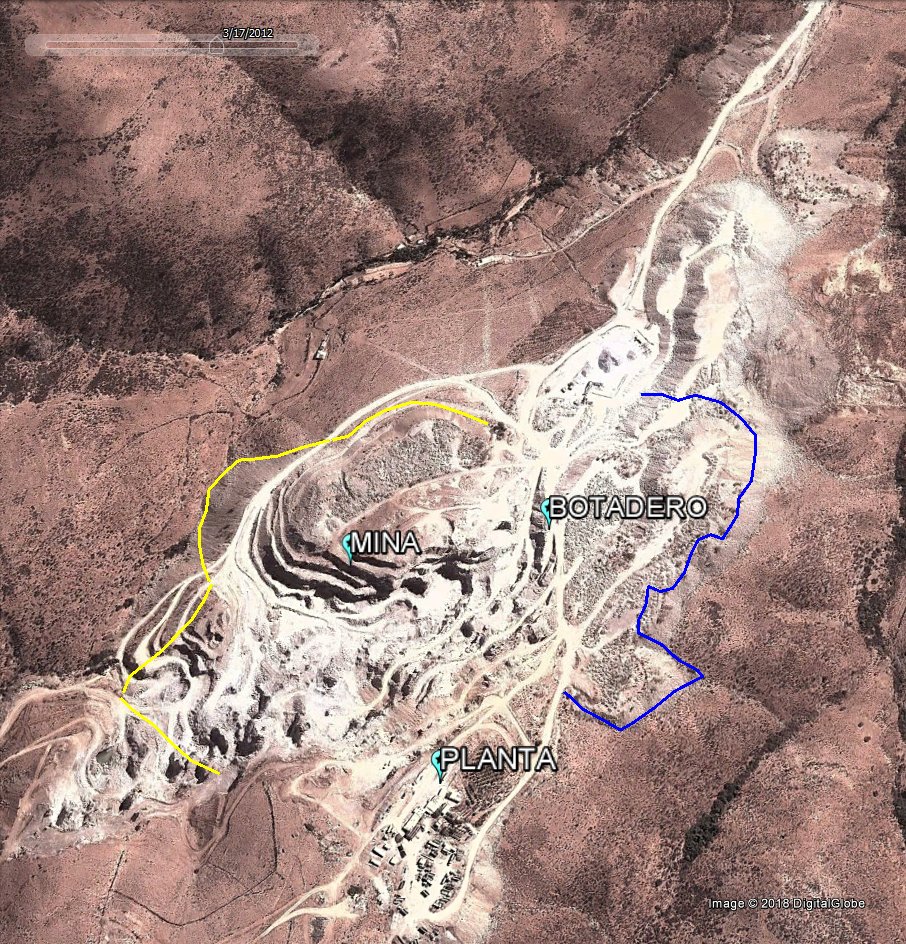 3/17/2012
BOTADERO
MINA
PLANTA
Image © 2018 DigitalGlobe